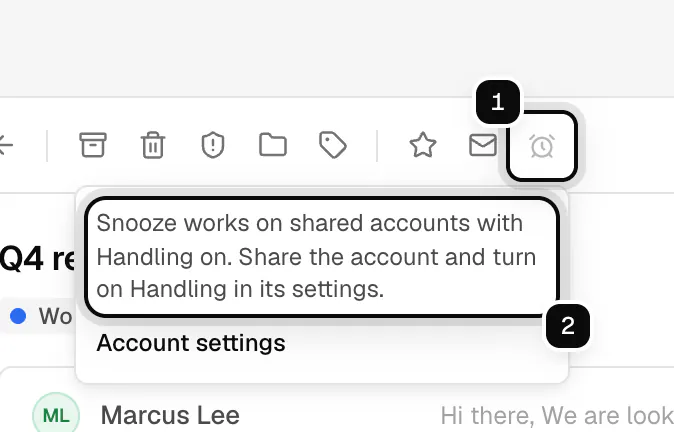 1
Snooze works on shared accounts with
Handling on. Share the account and turn
on Handling in its settings.
2
Account settings
Q4 re
Wo
ML Marcus Lee Hi there, We are look